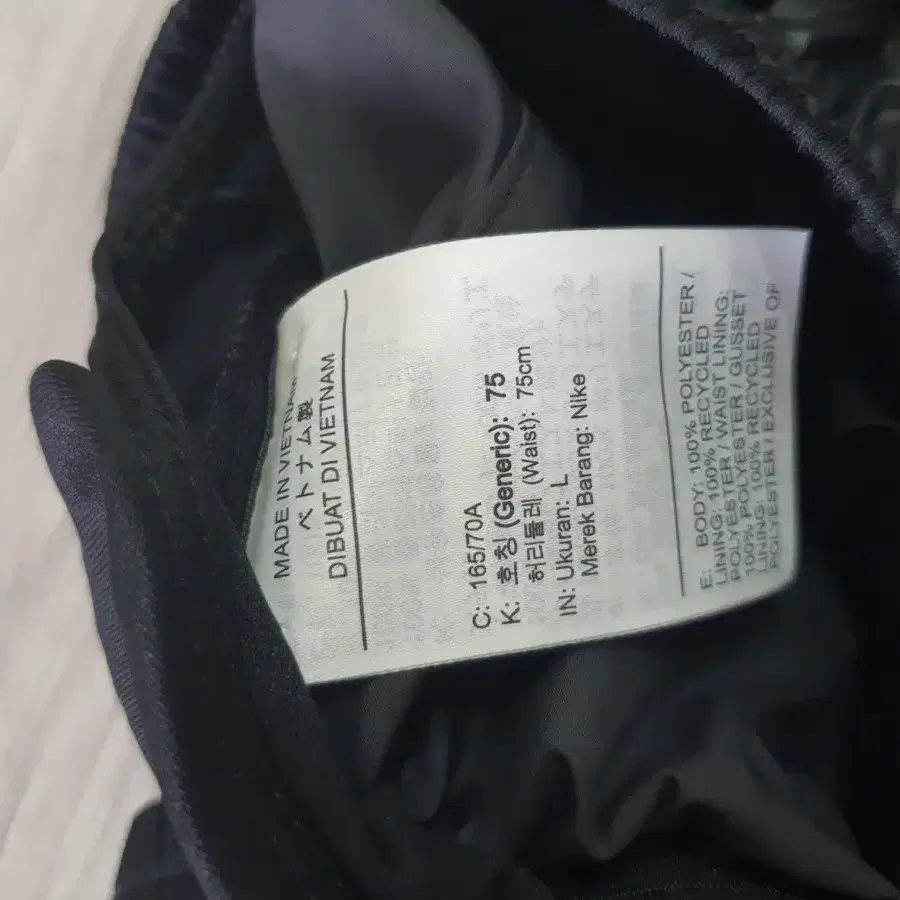 MADE IN VIETNAM
ベトナム製
DIBUAT DI VIETNAM
C: 165/70A
K: 호칭 (Generic): 75
허리둘레 (Waist): 75cm
IN: Ukuran: L
Merek Barang: Nike
E: BODY: 100% POLYESTER /
LINING: 100% RECYCLED
POLYESTER / WAIST LINING:
100% POLYESTER / GUSSET
LINING: 100% RECYCLED
POLYESTER / EXCLUSIVE OF